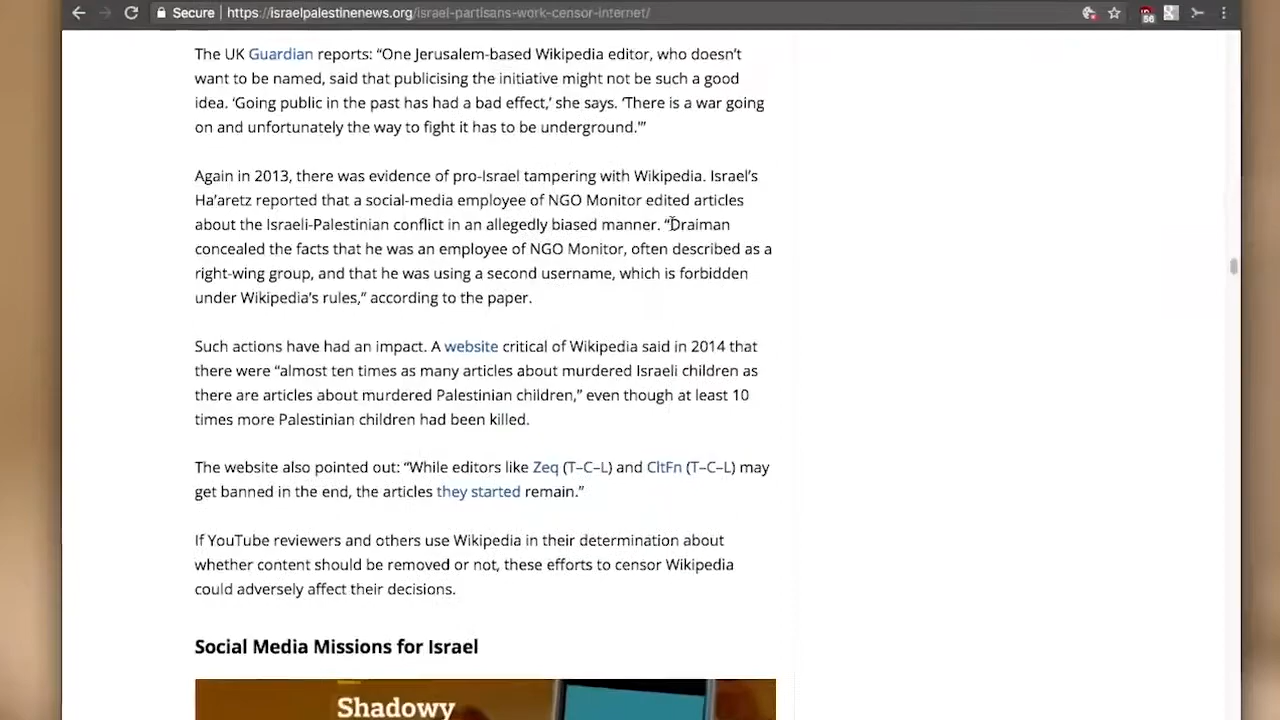 Secure
https://israelpalestinenews.org/israel-partisans-work-censor-internet/
56
The UK Guardian reports: “One Jerusalem-based Wikipedia editor, who doesn’t
want to be named, said that publicising the initiative might not be such a good
idea. ‘Going public in the past has had a bad effect,’ she says. ‘There is a war going
on and unfortunately the way to fight it has to be underground.’”
Again in 2013, there was evidence of pro-Israel tampering with Wikipedia. Israel’s
Ha’aretz reported that a social-media employee of NGO Monitor edited articles
about the Israeli-Palestinian conflict in an allegedly biased manner. “Draiman
concealed the facts that he was an employee of NGO Monitor, often described as a
right-wing group, and that he was using a second username, which is forbidden
under Wikipedia’s rules,” according to the paper.
Such actions have had an impact. A website critical of Wikipedia said in 2014 that
there were “almost ten times as many articles about murdered Israeli children as
there are articles about murdered Palestinian children,” even though at least 10
times more Palestinian children had been killed.
The website also pointed out: “While editors like Zeq (T–C–L) and CltFn (T–C–L) may
get banned in the end, the articles they started remain.”
If YouTube reviewers and others use Wikipedia in their determination about
whether content should be removed or not, these efforts to censor Wikipedia
could adversely affect their decisions.
Social Media Missions for Israel
Shadowy